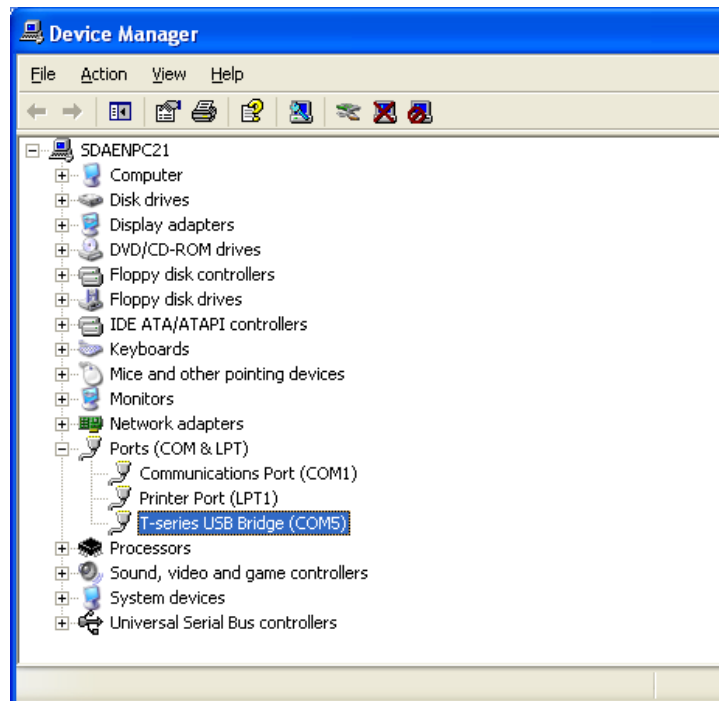 Device Manager
File Action View Help
SDAENPC21
Computer
Disk drives
Display adapters
DVD/CD-ROM drives
Floppy disk controllers
Floppy disk drives
IDE ATA/ATAPI controllers
Keyboards
Mice and other pointing devices
Monitors
Network adapters
Ports (COM & LPT)
Communications Port (COM1)
Printer Port (LPT1)
T-series USB Bridge (COM5)
Processors
Sound, video and game controllers
System devices
Universal Serial Bus controllers